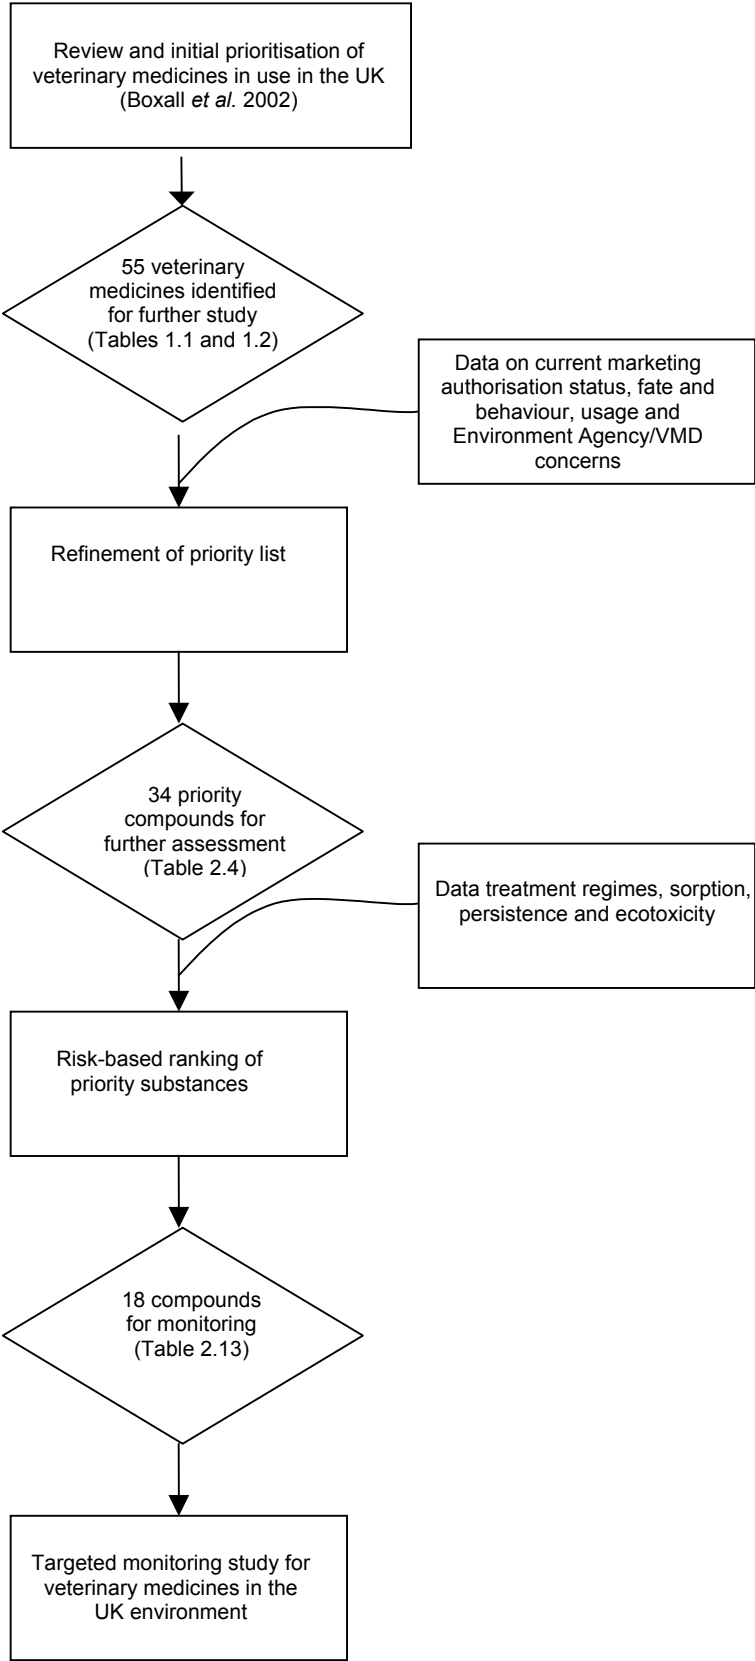 Review and initial prioritisation of
veterinary medicines in use in the UK
(Boxall et al. 2002)
55 veterinary
medicines identified
for further study
(Tables 1.1 and 1.2)
Data on current marketing
authorisation status, fate and
behaviour, usage and
Environment Agency/VMD
concerns
Refinement of priority list
34 priority
compounds for
further assessment
(Table 2.4)
Data treatment regimes, sorption,
persistence and ecotoxicity
Risk-based ranking of
priority substances
18 compounds
for monitoring
(Table 2.13)
Targeted monitoring study for
veterinary medicines in the
UK environment